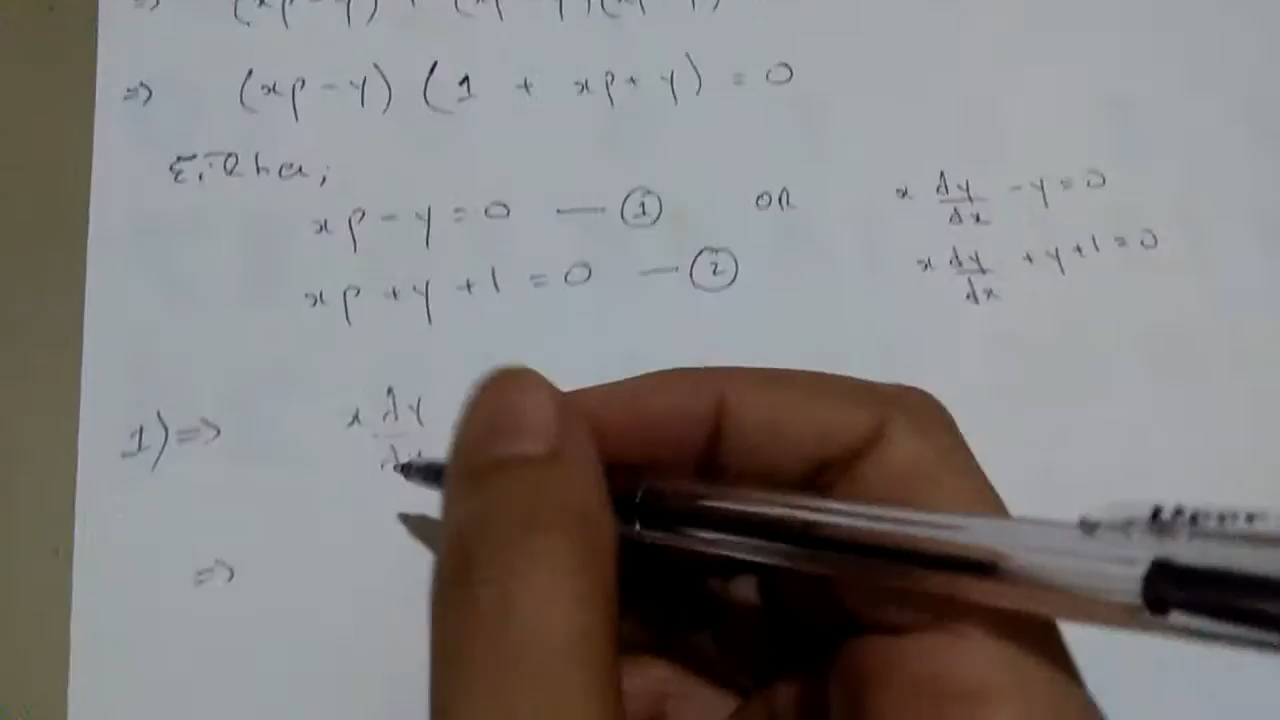 => (xp - y) (1 + xp + y) = 0
Either,
xp - y = 0 — ① OR x dy/dx - y = 0
xp + y + 1 = 0 — ② x dy/dx + y + 1 = 0
1) => x dy/dx
=>